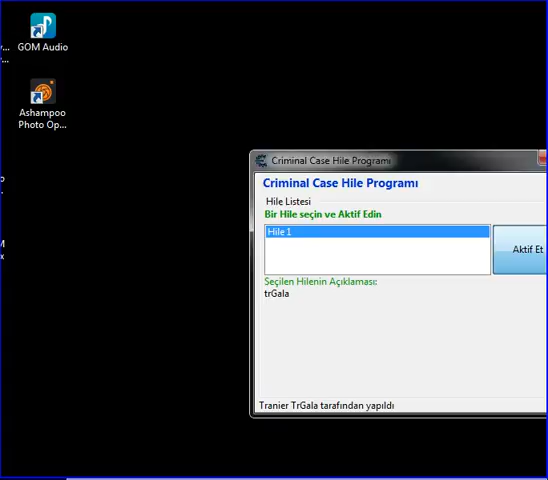 GOM Audio
Ashampoo
Photo Op...
Criminal Case Hile Programı
Criminal Case Hile Programı
Hile Listesi
Bir Hile seçin ve Aktif Edin
Hile 1
Aktif Et
Seçilen Hilenin Açıklaması:
trGala
Tranier TrGala tarafından yapıldı